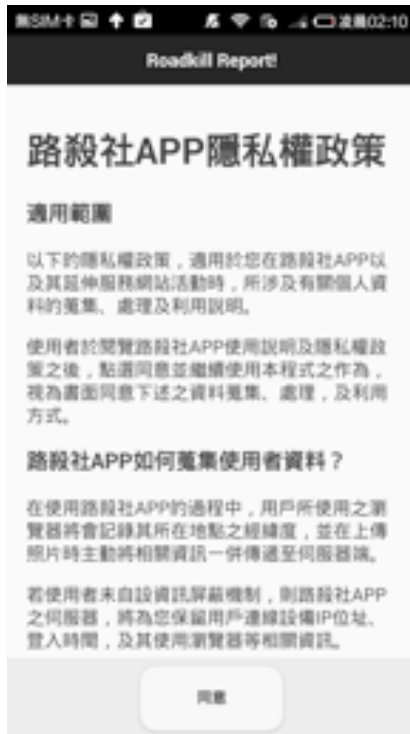 無SIM卡 凌晨02:10
Roadkill Report!
路殺社APP隱私權政策
適用範圍
以下的隱私權政策，適用於您在路殺社APP以
及其延伸服務網站活動時，所涉及有關個人資
料的蒐集、處理及利用說明。
使用者於閱覽路殺社APP使用說明及隱私權政
策之後，點選同意並繼續使用本程式之作為，
視為書面同意下述之資料蒐集、處理，及利用
方式。
路殺社APP如何蒐集使用者資料？
在使用路殺社APP的過程中，用戶所使用之瀏
覽器將會記錄其所在地點之經緯度，並在上傳
照片時主動將相關資訊一併傳遞至伺服器端。
若使用者未自設資訊屏蔽機制，則路殺社APP
之伺服器，將為您保留用戶連線設備IP位址、
登入時間，及其使用瀏覽器等相關資訊。
同意